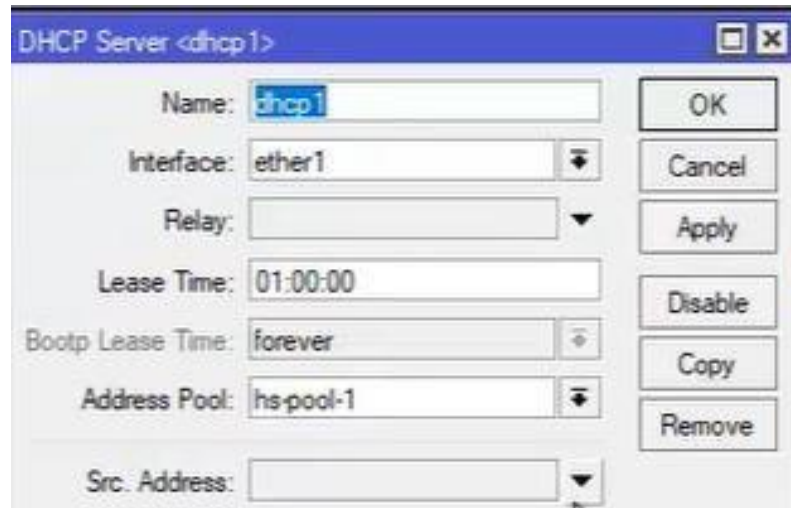 DHCP Server <dhcp1>
Name: dhcp1
OK
Interface: ether1
Cancel
Relay:
Apply
Lease Time: 01:00:00
Disable
Bootp Lease Time: forever
Copy
Address Pool: hs-pool-1
Remove
Src. Address: